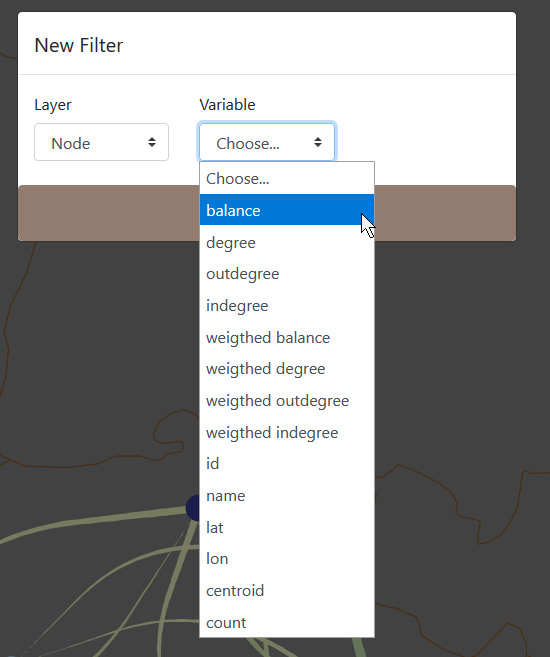 New Filter
Layer Variable
Node Choose...
Choose...
balance
degree
outdegree
indegree
weigthed balance
weigthed degree
weigthed outdegree
weigthed indegree
id
name
lat
lon
centroid
count